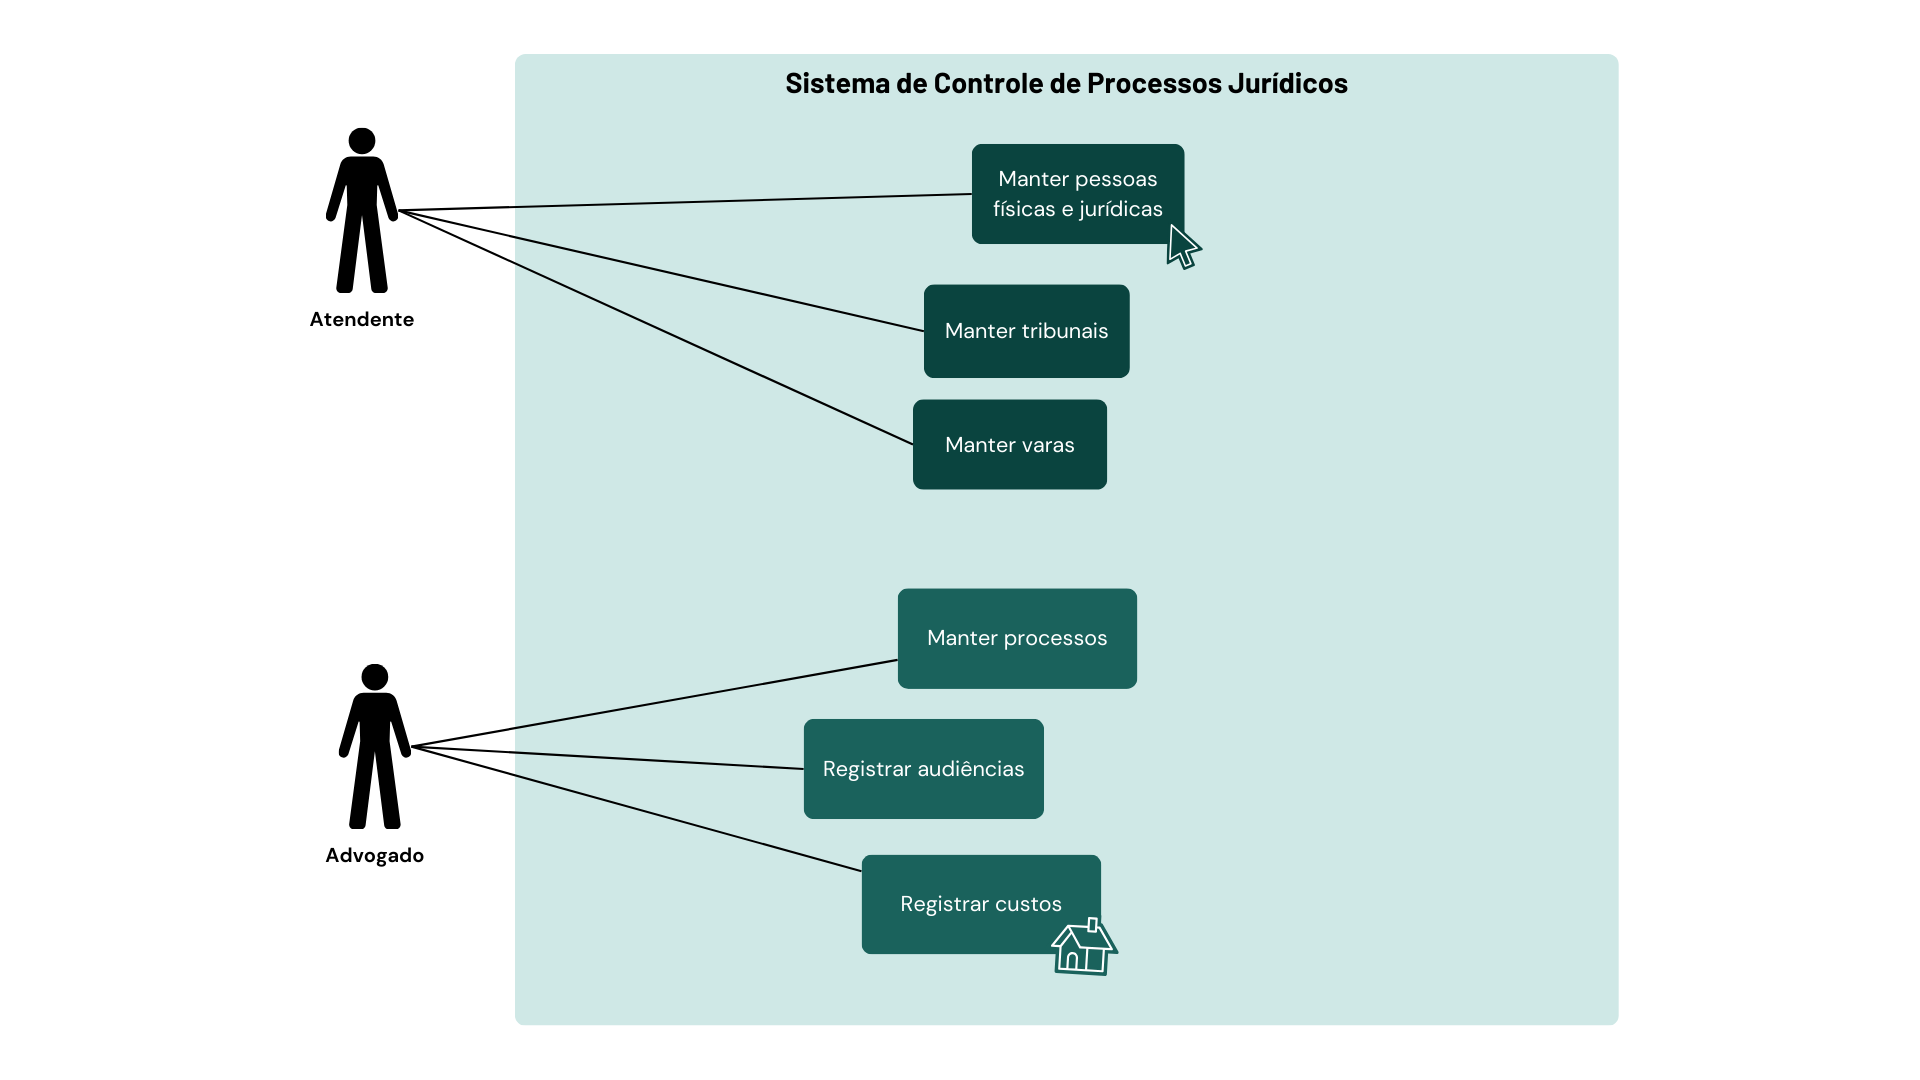 Sistema de Controle de Processos Jurídicos
Manter pessoas
físicas e jurídicas
Atendente
Manter tribunais
Manter varas
Manter processos
Registrar audiências
Advogado
Registrar custos